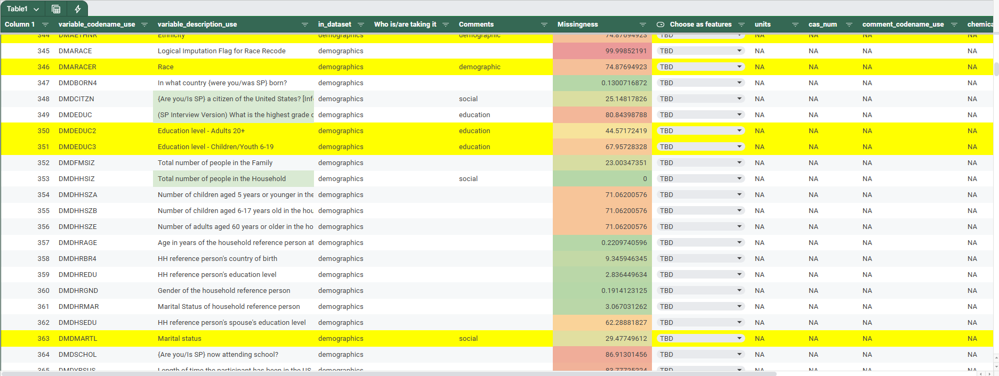 Table1
Column 1 variable_codename_use variable_description_use in_dataset Who is/are taking it Comments Missingness Choose as features units cas_num comment_codename_use chemica
344 DMAETHNR Ethnicity demographics demographic 74.87694923 TBD NA NA NA NA
345 DMARACE Logical Imputation Flag for Race Recode demographics 99.99852191 TBD NA NA NA NA
346 DMARACER Race demographics demographic 74.87694923 TBD NA NA NA NA
347 DMDBORN4 In what country {were you/was SP} born? demographics 0.1300716872 TBD NA NA NA NA
348 DMDCITZN {Are you/Is SP} a citizen of the United States? [Inf demographics social 25.14817826 TBD NA NA NA NA
349 DMDEDUC (SP Interview Version) What is the highest grade o demographics education 80.84398788 TBD NA NA NA NA
350 DMDEDUC2 Education level - Adults 20+ demographics education 44.57172419 TBD NA NA NA NA
351 DMDEDUC3 Education level - Children/Youth 6-19 demographics education 67.95728328 TBD NA NA NA NA
352 DMDFMSIZ Total number of people in the Family demographics 23.00347351 TBD NA NA NA NA
353 DMDHHSIZ Total number of people in the Household demographics social 0 TBD NA NA NA NA
354 DMDHHSZA Number of children aged 5 years or younger in the demographics 71.06200576 TBD NA NA NA NA
355 DMDHHSZB Number of children aged 6-17 years old in the hou demographics 71.06200576 TBD NA NA NA NA
356 DMDHHSZE Number of adults aged 60 years or older in the ho demographics 71.06200576 TBD NA NA NA NA
357 DMDHRAGE Age in years of the household reference person at demographics 0.2209740596 TBD NA NA NA NA
358 DMDHRBR4 HH reference person's country of birth demographics 9.345946345 TBD NA NA NA NA
359 DMDHREDU HH reference person's education level demographics 2.836449634 TBD NA NA NA NA
360 DMDHRGND Gender of the household reference person demographics 0.1914123125 TBD NA NA NA NA
361 DMDHRMAR Marital Status of household reference person demographics 3.067031262 TBD NA NA NA NA
362 DMDHSEDU HH reference person's spouse's education level demographics 62.28881827 TBD NA NA NA NA
363 DMDMARTL Marital status demographics social 29.47749612 TBD NA NA NA NA
364 DMDSCHOL {Are you/Is SP} now attending school? demographics 86.91301456 TBD NA NA NA NA
365 DMDYRSUS Length of time the participant has been in the US demographics 83.77725224 TBD NA NA NA NA